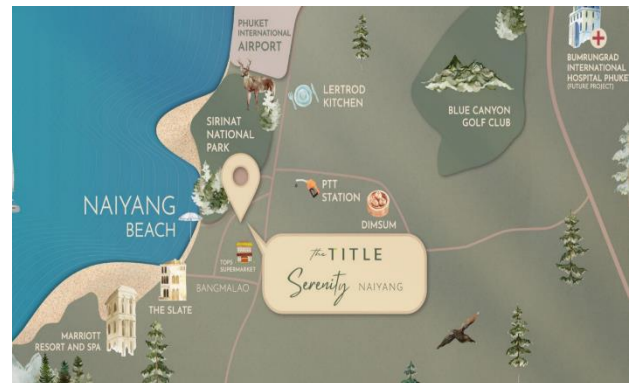 PHUKET
INTERNATIONAL
AIRPORT
LERTROD
KITCHEN
SIRINAT
NATIONAL
PARK
BLUE CANYON
GOLF CLUB
BUMRUNGRAD
INTERNATIONAL
HOSPITAL PHUKET
(FUTURE PROJECT)
NAIYANG
BEACH
PTT
STATION
DIMSUM
TOPS
SUPERMARKET
the TITLE
Serenity NAIYANG
BANGMALAO
THE SLATE
MARRIOTT
RESORT AND SPA